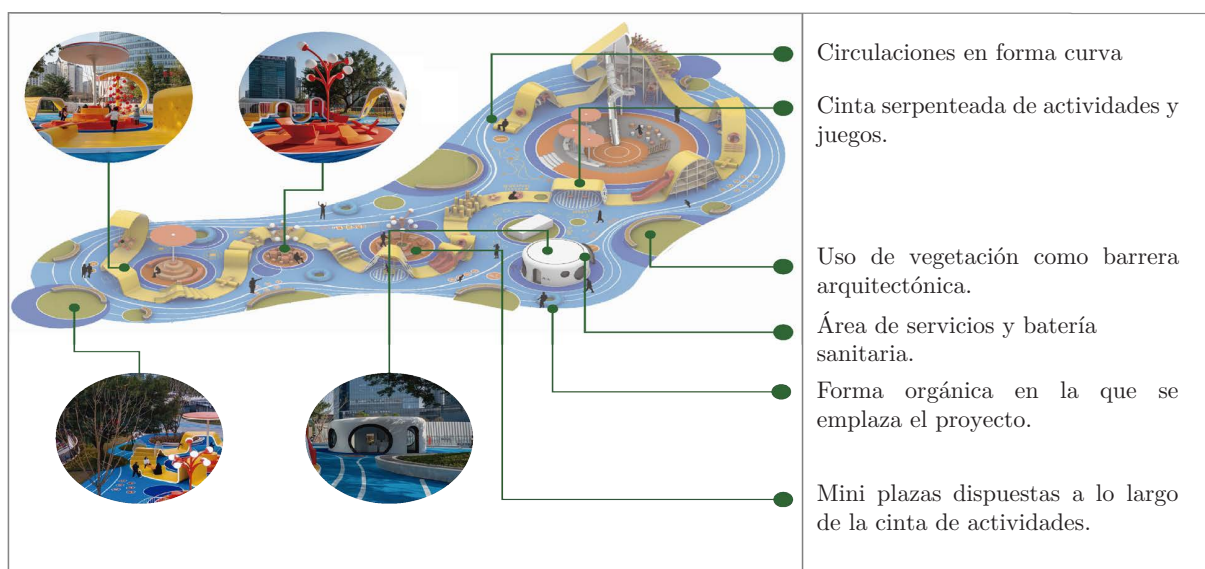 Circulaciones en forma curva
Cinta serpenteada de actividades y
juegos.
Uso de vegetación como barrera
arquitectónica.
Área de servicios y batería
sanitaria.
Forma orgánica en la que se
emplaza el proyecto.
Mini plazas dispuestas a lo largo
de la cinta de actividades.